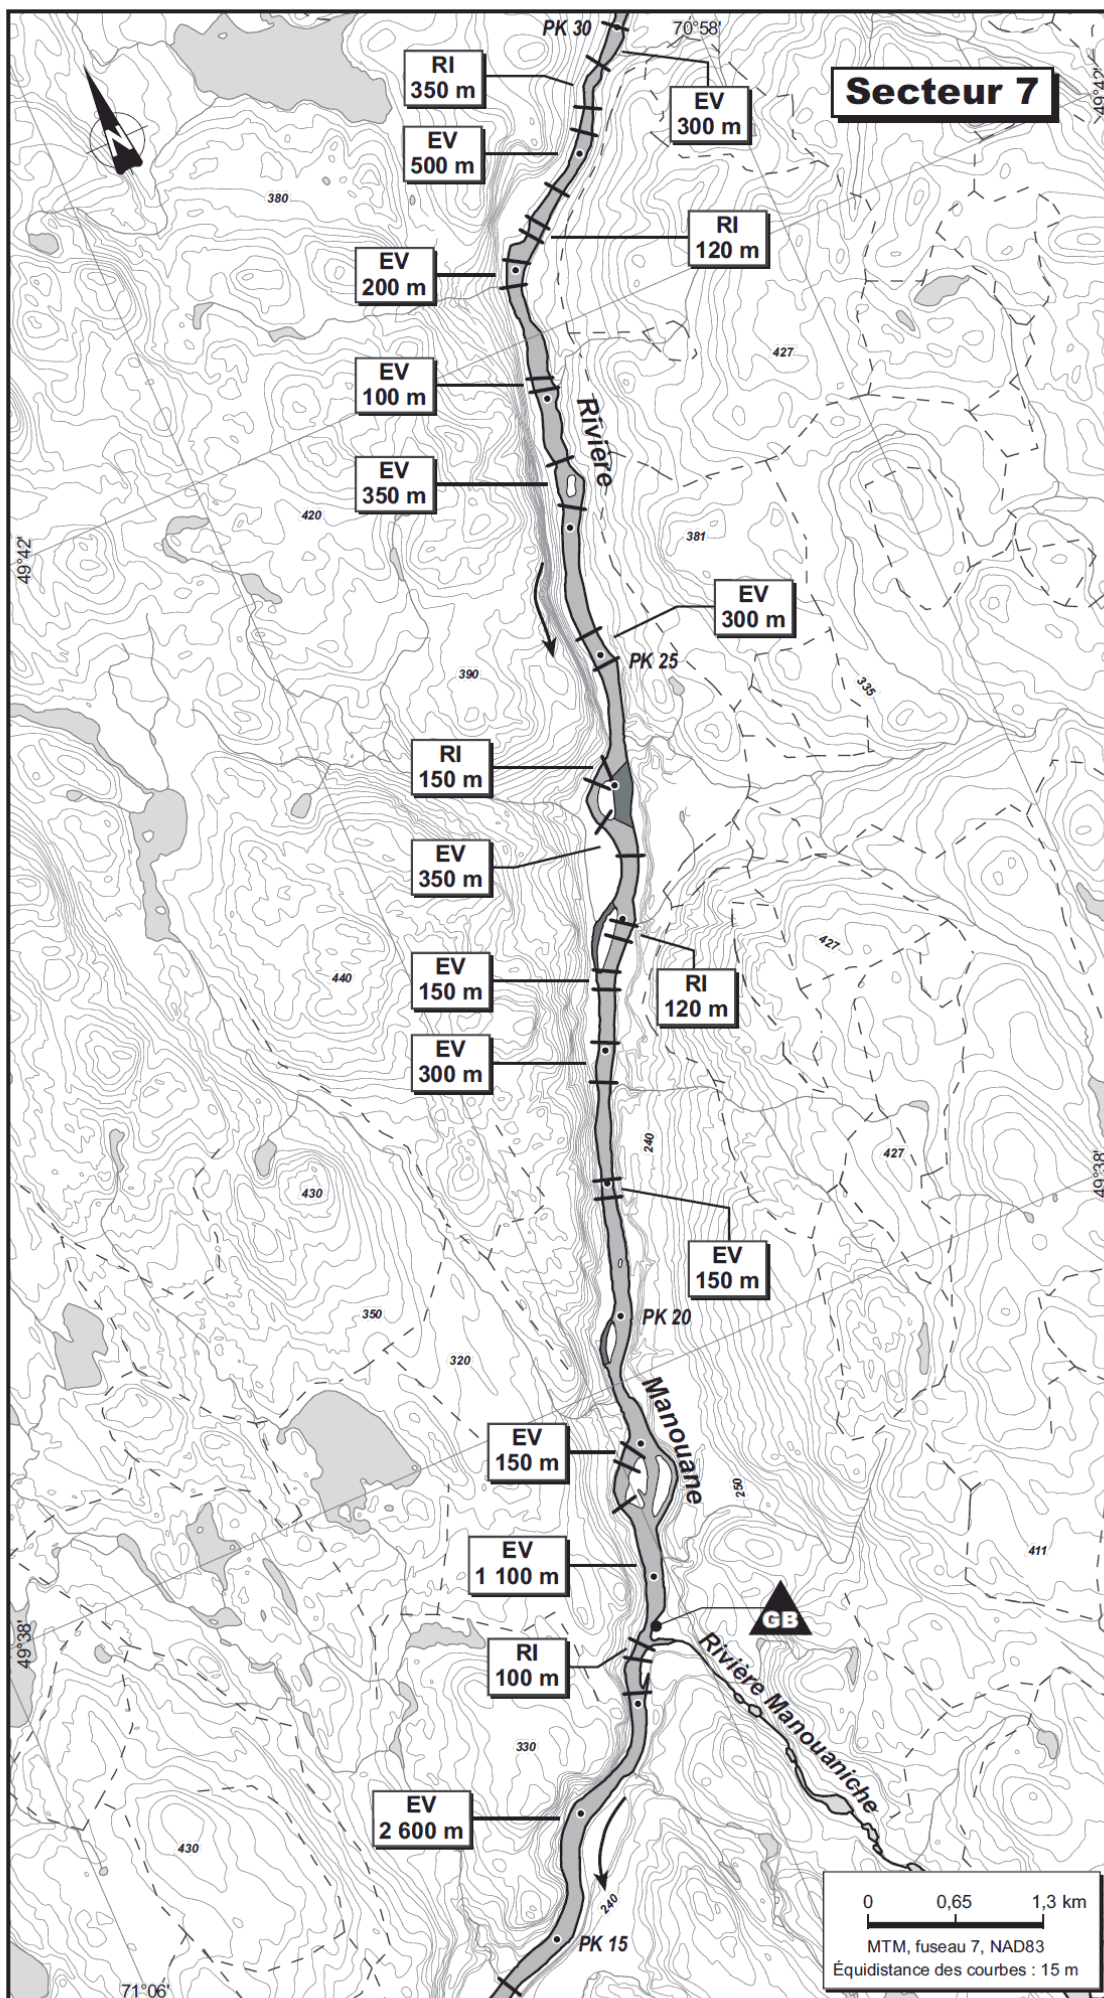 PK 30
70°58'
RI
350 m
EV
300 m
Secteur 7
49°42'
N
EV
500 m
380
RI
120 m
EV
200 m
427
EV
100 m
Rivière
EV
350 m
420
381
49°42'
EV
300 m
PK 25
390
335
RI
150 m
EV
350 m
427
440
EV
150 m
RI
120 m
EV
300 m
240
427
49°38'
430
EV
150 m
350
PK 20
320
Manouane
EV
150 m
250
EV
1 100 m
411
GB
49°38'
RI
100 m
Rivière Manouaniche
330
EV
2 600 m
430
240
0 0,65 1,3 km
PK 15
MTM, fuseau 7, NAD83
Équidistance des courbes : 15 m
71°06'